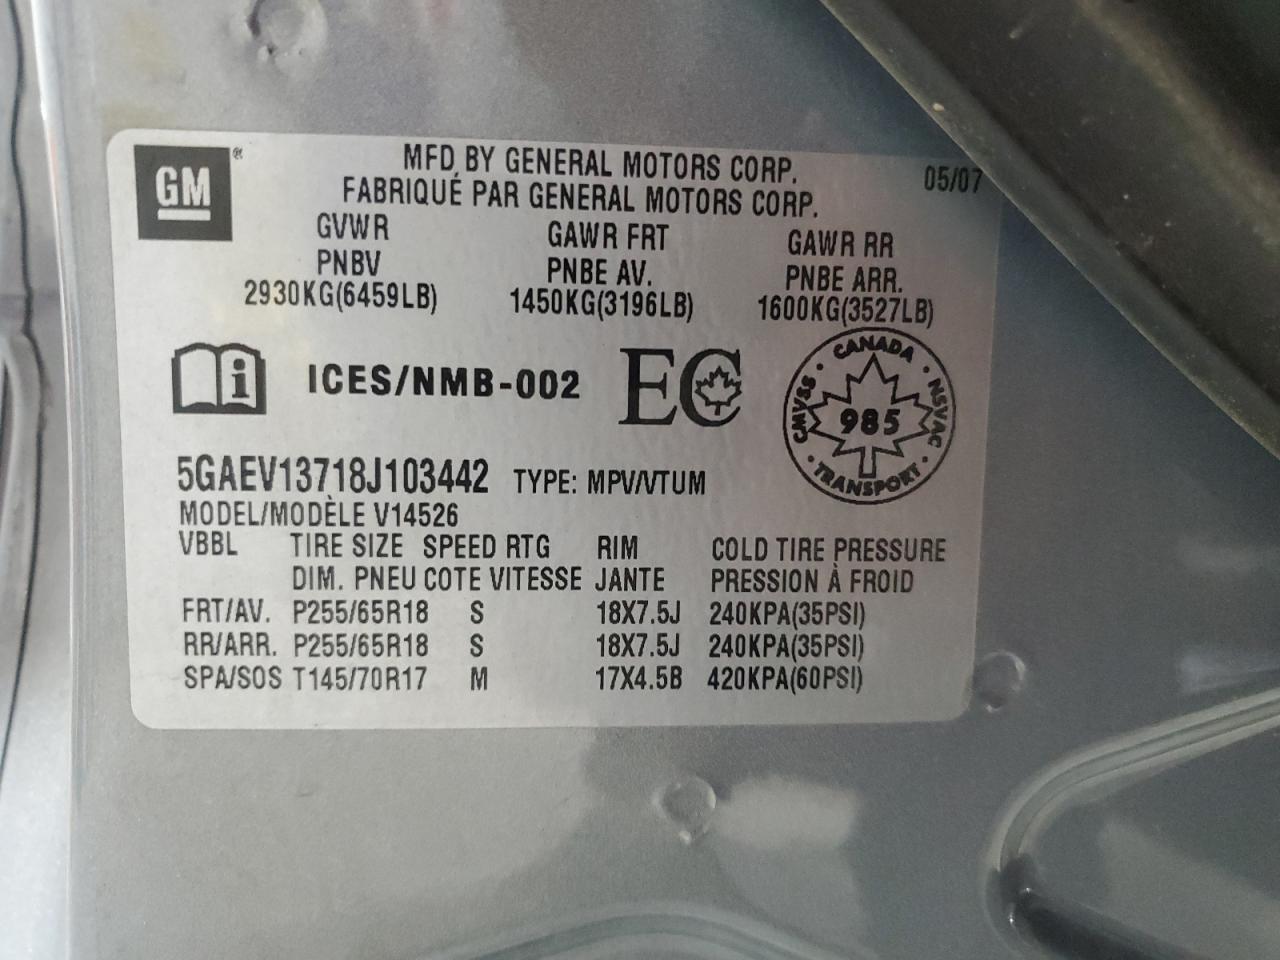 GM®
MFD BY GENERAL MOTORS CORP. 05/07
FABRIQUÉ PAR GENERAL MOTORS CORP.
GVWR GAWR FRT GAWR RR
PNBV PNBE AV. PNBE ARR.
2930KG(6459LB) 1450KG(3196LB) 1600KG(3527LB)
i ICES/NMB-002 EC
CANADA
CMVSS · NSVAC
985
TRANSPORT
5GAEV13718J103442 TYPE: MPV/VTUM
MODEL/MODÈLE V14526
VBBL TIRE SIZE SPEED RTG RIM COLD TIRE PRESSURE
DIM. PNEU COTE VITESSE JANTE PRESSION À FROID
FRT/AV. P255/65R18 S 18X7.5J 240KPA(35PSI)
RR/ARR. P255/65R18 S 18X7.5J 240KPA(35PSI)
SPA/SOS T145/70R17 M 17X4.5B 420KPA(60PSI)